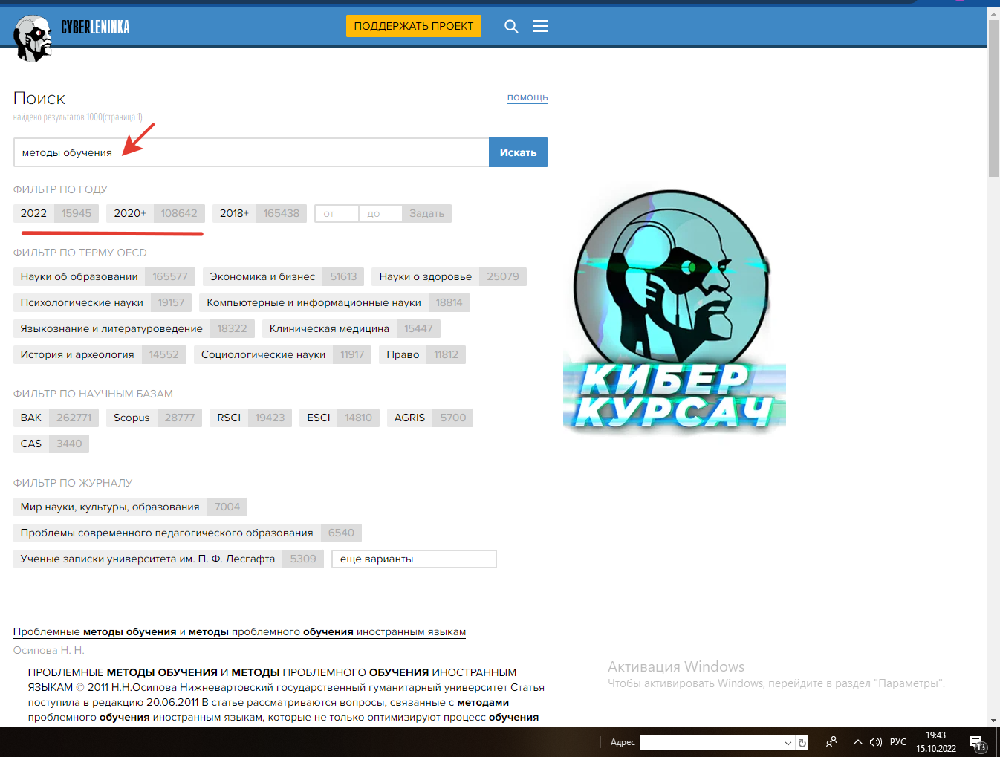 CYBERLENINKA
ПОДДЕРЖАТЬ ПРОЕКТ
Поиск
помощь
найдено результатов 1000(страница 1)
методы обучения
Искать
ФИЛЬТР ПО ГОДУ
2022 15945 2020+ 108642 2018+ 165438 от до Задать
ФИЛЬТР ПО ТЕРМУ OECD
Науки об образовании 165577 Экономика и бизнес 51613 Науки о здоровье 25079
Психологические науки 19157 Компьютерные и информационные науки 18814
Языкознание и литературоведение 18322 Клиническая медицина 15447
История и археология 14552 Социологические науки 11917 Право 11812
ФИЛЬТР ПО НАУЧНЫМ БАЗАМ
ВАК 262771 Scopus 28777 RSCI 19423 ESCI 14810 AGRIS 5700
CAS 3440
ФИЛЬТР ПО ЖУРНАЛУ
Мир науки, культуры, образования 7004
Проблемы современного педагогического образования 6540
Ученые записки университета им. П. Ф. Лесгафта 5309 еще варианты
КИБЕР
КУРСАЧ
Проблемные методы обучения и методы проблемного обучения иностранным языкам
Осипова Н. Н.
ПРОБЛЕМНЫЕ МЕТОДЫ ОБУЧЕНИЯ И МЕТОДЫ ПРОБЛЕМНОГО ОБУЧЕНИЯ ИНОСТРАННЫМ
ЯЗЫКАМ © 2011 Н.Н.Осипова Нижневартовский государственный гуманитарный университет Статья
поступила в редакцию 20.06.2011 В статье рассматриваются вопросы, связанные с методами
проблемного обучения иностранным языкам, которые не только оптимизируют процесс обучения
Активация Windows
Чтобы активировать Windows, перейдите в раздел "Параметры".
Адрес
РУС
19:43
15.10.2022
13